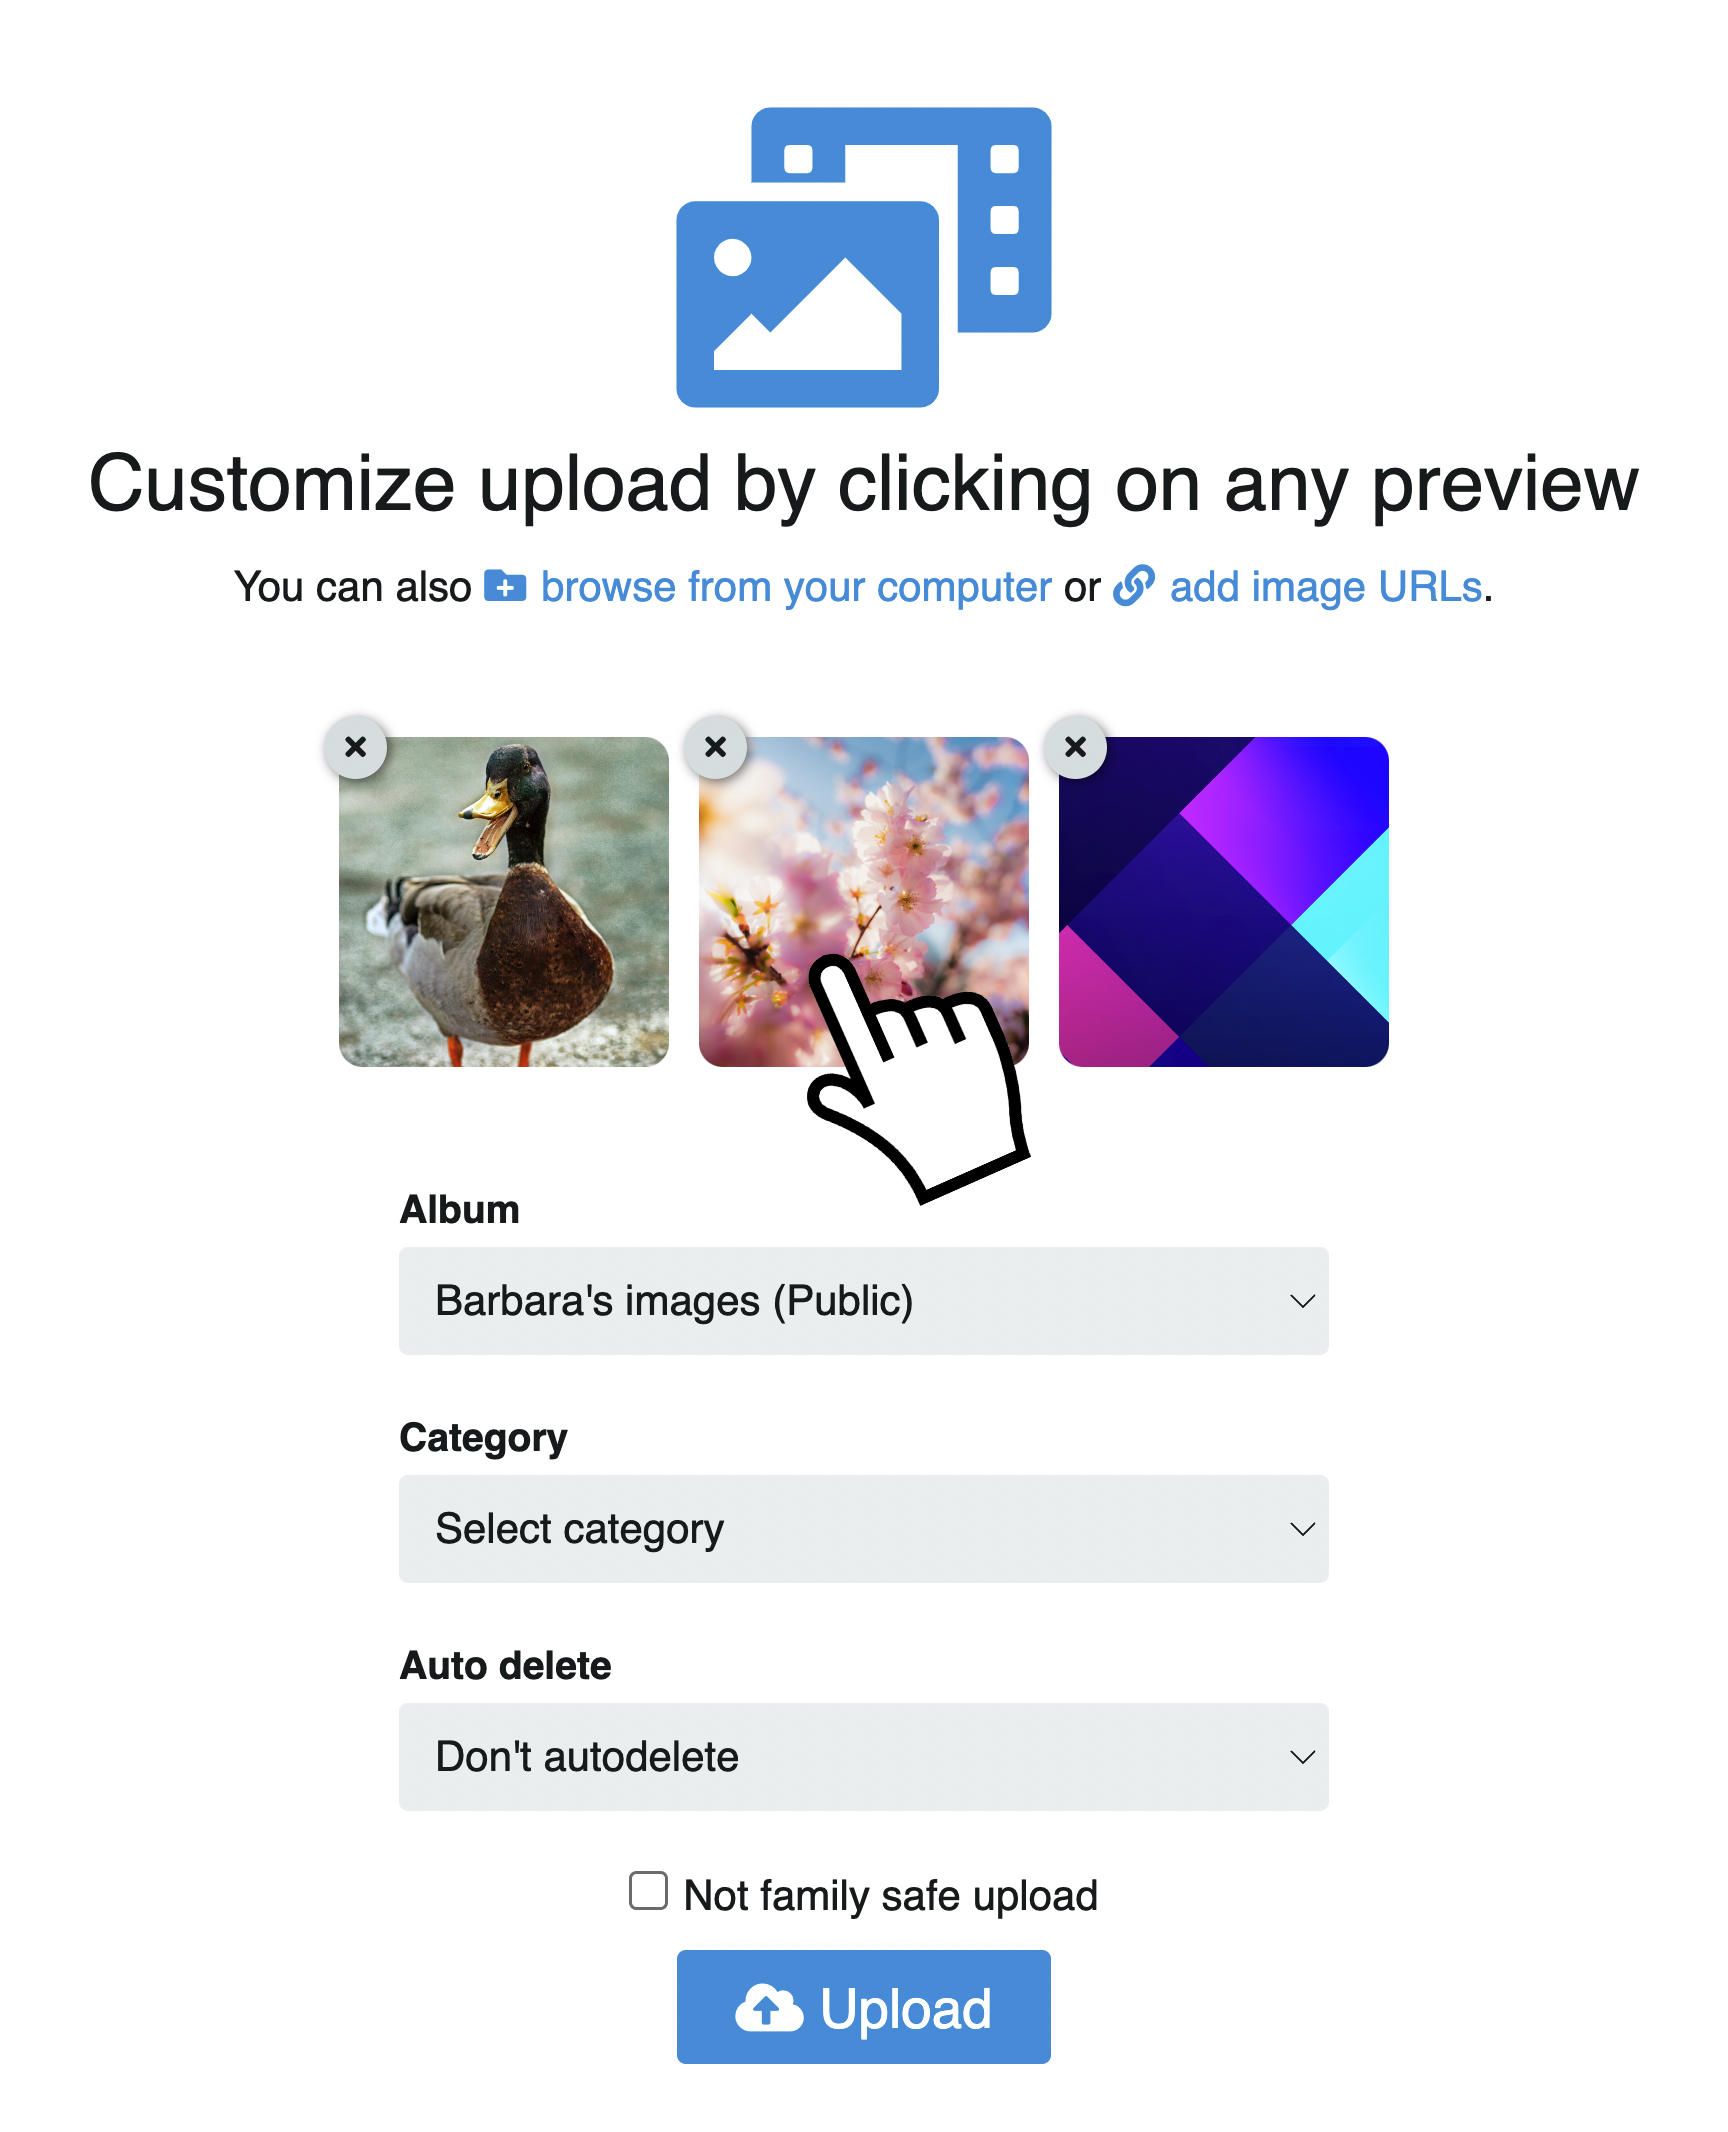 Customize upload by clicking on any preview
You can also browse from your computer or add image URLs.
Album
Barbara's images (Public)
Category
Select category
Auto delete
Don't autodelete
Not family safe upload
Upload